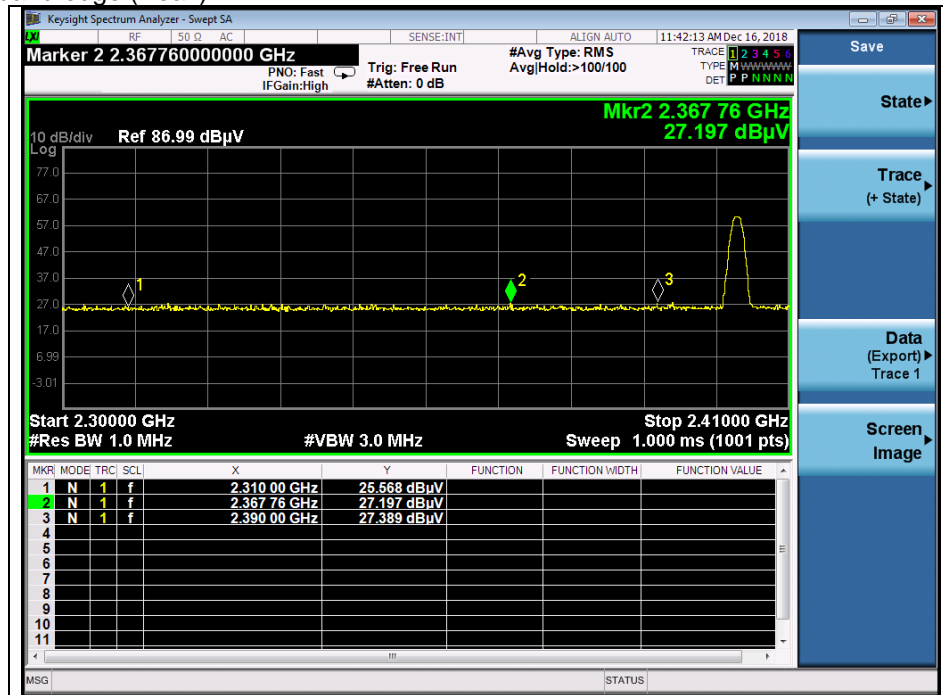 Keysight Spectrum Analyzer - Swept SA
LXI RF 50 Ω AC SENSE:INT ALIGN AUTO 11:42:13 AM Dec 16, 2018
Marker 2 2.367760000000 GHz
PNO: Fast
IFGain:High
Trig: Free Run
#Atten: 0 dB
#Avg Type: RMS
Avg|Hold:>100/100
TRACE 1 2 3 4 5 6
TYPE M WWWWW
DET P P N N N N
Save
State
Mkr2 2.367 76 GHz
27.197 dBµV
10 dB/div Ref 86.99 dBµV
Log
77.0
67.0
57.0
47.0
37.0
27.0
17.0
6.99
-3.01
1
2
3
Trace
(+ State)
Data
(Export)
Trace 1
Screen
Image
Start 2.30000 GHz Stop 2.41000 GHz
#Res BW 1.0 MHz #VBW 3.0 MHz Sweep 1.000 ms (1001 pts)
MKR MODE TRC SCL X Y FUNCTION FUNCTION WIDTH FUNCTION VALUE
1 N 1 f 2.310 00 GHz 25.568 dBµV
2 N 1 f 2.367 76 GHz 27.197 dBµV
3 N 1 f 2.390 00 GHz 27.389 dBµV
4
5
6
7
8
9
10
11
MSG STATUS